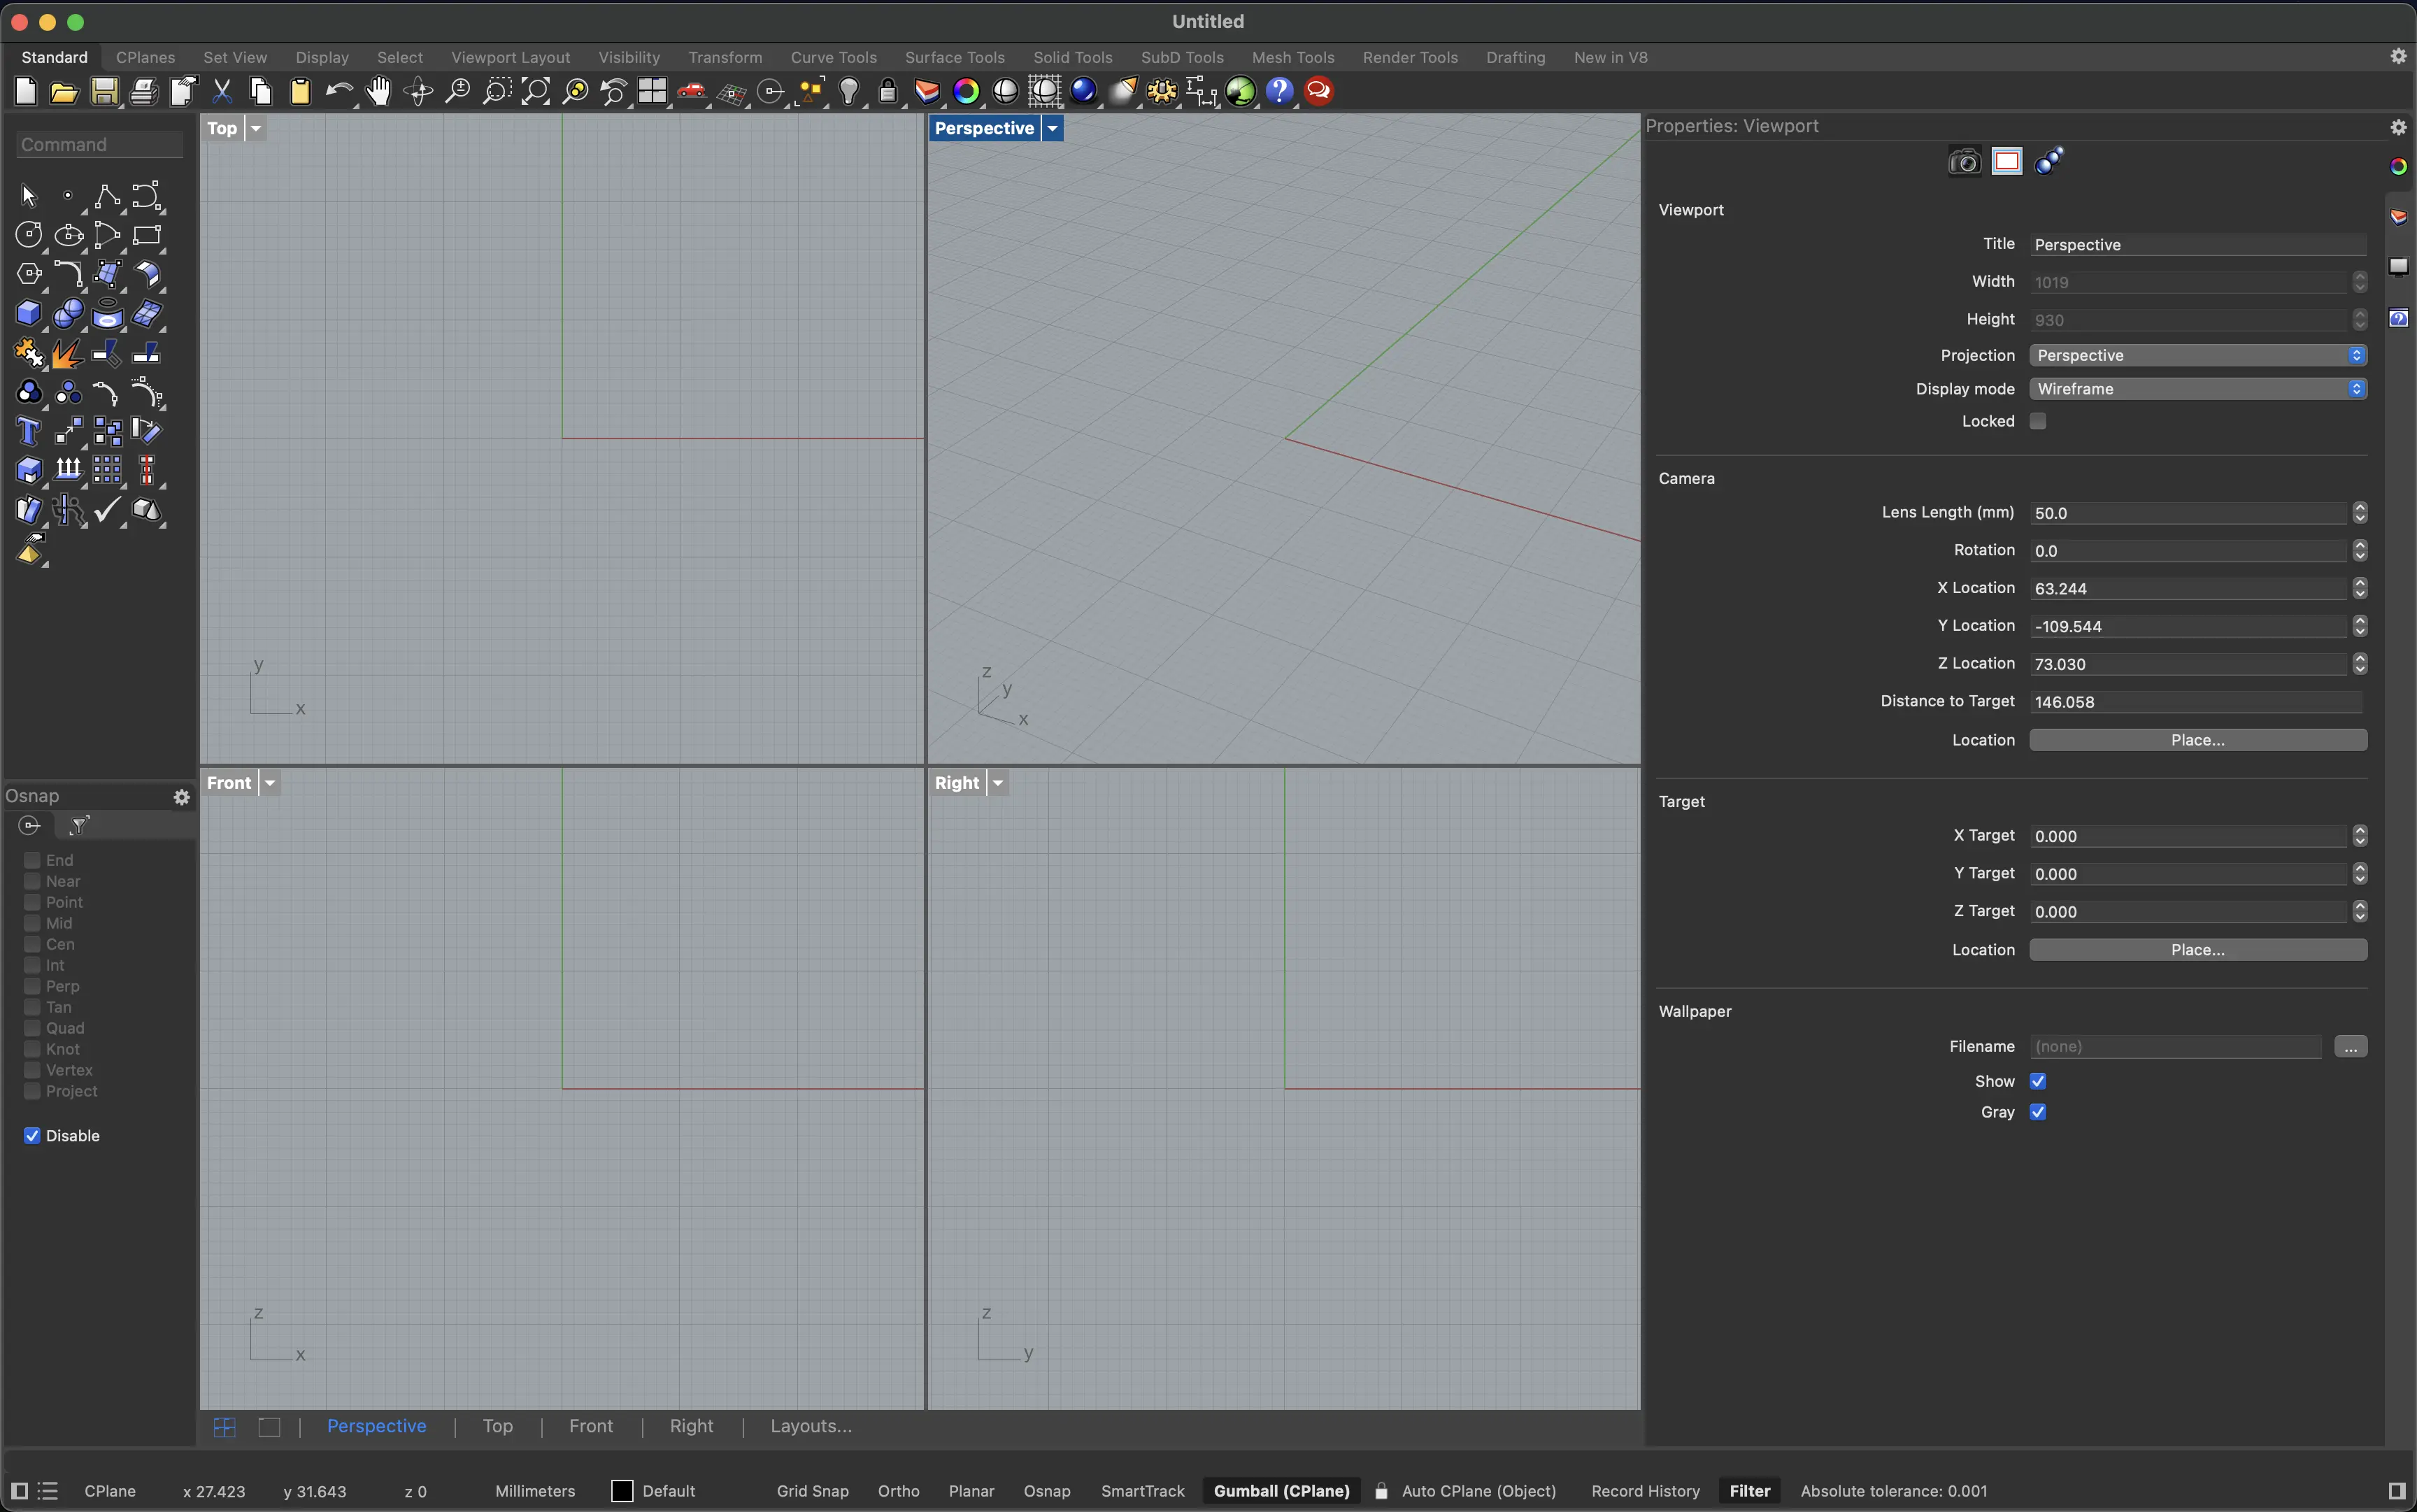 Untitled
Standard CPlanes Set View Display Select Viewport Layout Visibility Transform Curve Tools Surface Tools Solid Tools SubD Tools Mesh Tools Render Tools Drafting New in V8
Command
Top
y
x
Perspective
z
y
x
Front
z
x
Right
z
y
Osnap
End
Near
Point
Mid
Cen
Int
Perp
Tan
Quad
Knot
Vertex
Project
Disable
Properties: Viewport
Viewport
Title Perspective
Width 1019
Height 930
Projection Perspective
Display mode Wireframe
Locked
Camera
Lens Length (mm) 50.0
Rotation 0.0
X Location 63.244
Y Location -109.544
Z Location 73.030
Distance to Target 146.058
Location Place...
Target
X Target 0.000
Y Target 0.000
Z Target 0.000
Location Place...
Wallpaper
Filename (none) ...
Show
Gray
Perspective | Top | Front | Right | Layouts...
CPlane x 27.423 y 31.643 z 0 Millimeters Default Grid Snap Ortho Planar Osnap SmartTrack Gumball (CPlane) Auto CPlane (Object) Record History Filter Absolute tolerance: 0.001